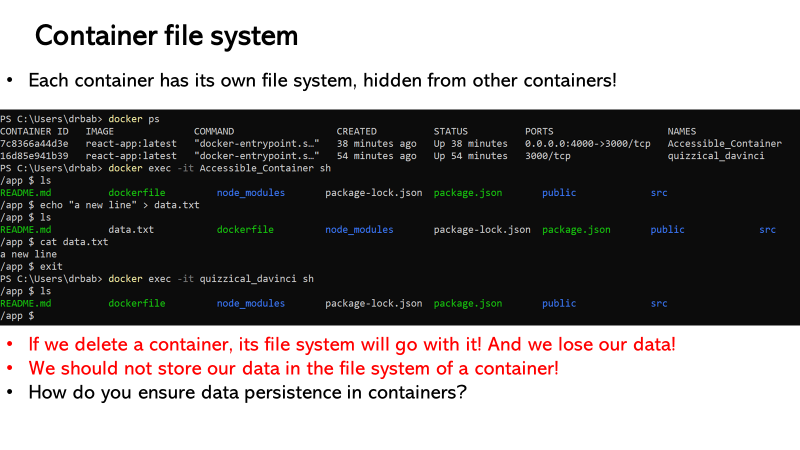 Container file system
• Each container has its own file system, hidden from other containers!
PS C:\Users\drbab> docker ps
CONTAINER ID IMAGE COMMAND CREATED STATUS PORTS NAMES
7c8366a44d3e react-app:latest "docker-entrypoint.s…" 38 minutes ago Up 38 minutes 0.0.0.0:4000->3000/tcp Accessible_Container
16d85e941b39 react-app:latest "docker-entrypoint.s…" 54 minutes ago Up 54 minutes 3000/tcp quizzical_davinci
PS C:\Users\drbab> docker exec -it Accessible_Container sh
/app $ ls
README.md dockerfile node_modules package-lock.json package.json public src
/app $ echo "a new line" > data.txt
/app $ ls
README.md data.txt dockerfile node_modules package-lock.json package.json public src
/app $ cat data.txt
a new line
/app $ exit
PS C:\Users\drbab> docker exec -it quizzical_davinci sh
/app $ ls
README.md dockerfile node_modules package-lock.json package.json public src
/app $
• If we delete a container, its file system will go with it! And we lose our data!
• We should not store our data in the file system of a container!
• How do you ensure data persistence in containers?